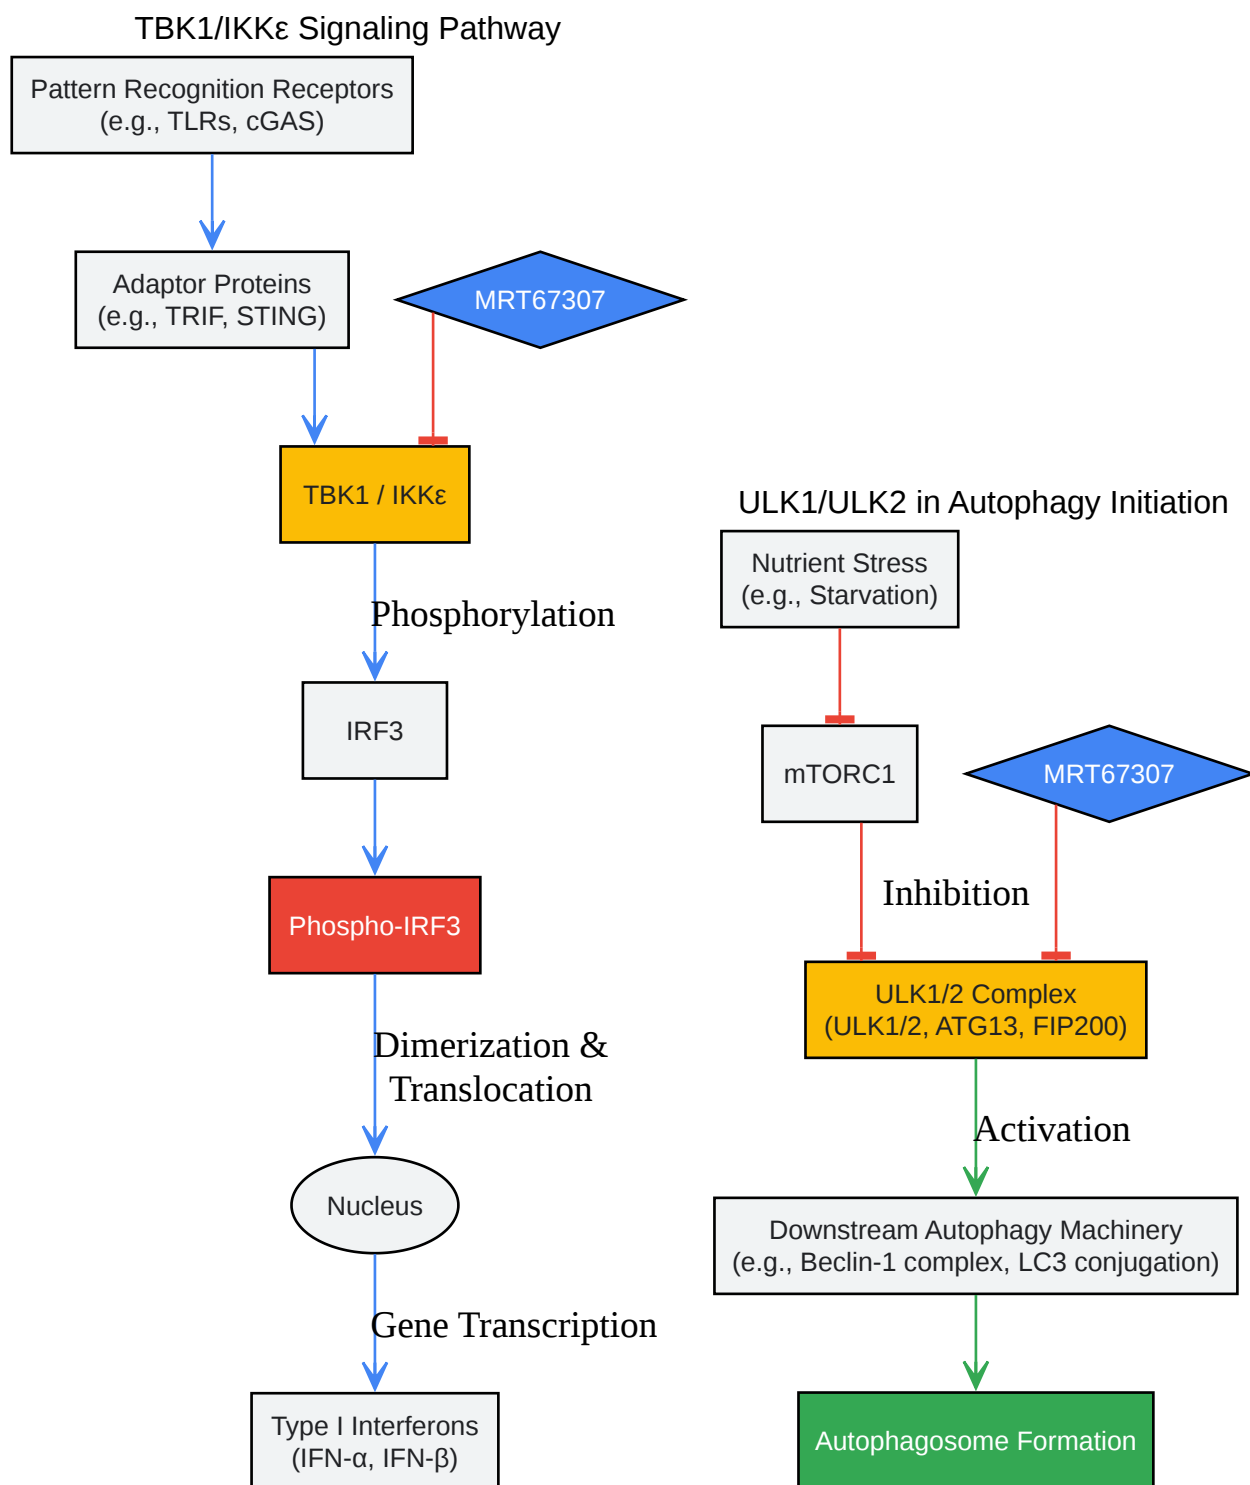 TBK1/IKKε Signaling Pathway
Pattern Recognition Receptors
(e.g., TLRs, cGAS)
Adaptor Proteins
(e.g., TRIF, STING)
MRT67307
TBK1 / IKKε
Phosphorylation
IRF3
Phospho-IRF3
Dimerization &
Translocation
Nucleus
Gene Transcription
Type I Interferons
(IFN-α, IFN-β)
ULK1/ULK2 in Autophagy Initiation
Nutrient Stress
(e.g., Starvation)
mTORC1
MRT67307
Inhibition
ULK1/2 Complex
(ULK1/2, ATG13, FIP200)
Activation
Downstream Autophagy Machinery
(e.g., Beclin-1 complex, LC3 conjugation)
Autophagosome Formation